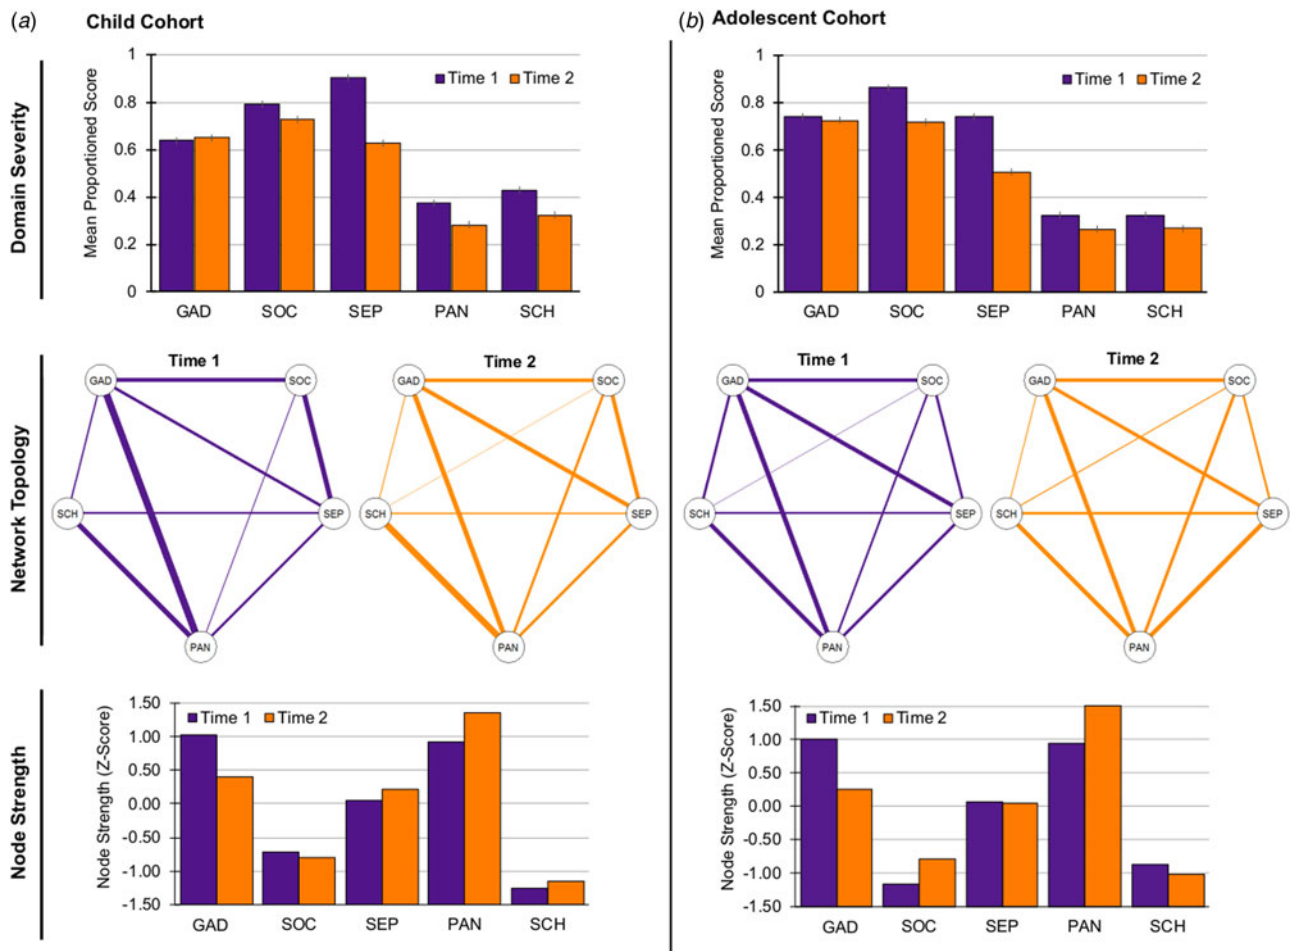 (a) Child Cohort
Domain Severity
Mean Proportioned Score
1
0.8
0.6
0.4
0.2
0
Time 1 Time 2
GAD SOC SEP PAN SCH
Network Topology
Time 1
GAD SOC
SCH SEP
PAN
Time 2
GAD SOC
SCH SEP
PAN
Node Strength
Node Strength (Z-Score)
1.50
1.00
0.50
0.00
-0.50
-1.00
-1.50
Time 1 Time 2
GAD SOC SEP PAN SCH
(b) Adolescent Cohort
Mean Proportioned Score
1
0.8
0.6
0.4
0.2
0
Time 1 Time 2
GAD SOC SEP PAN SCH
Time 1
GAD SOC
SCH SEP
PAN
Time 2
GAD SOC
SCH SEP
PAN
Node Strength (Z-Score)
1.50
1.00
0.50
0.00
-0.50
-1.00
-1.50
Time 1 Time 2
GAD SOC SEP PAN SCH